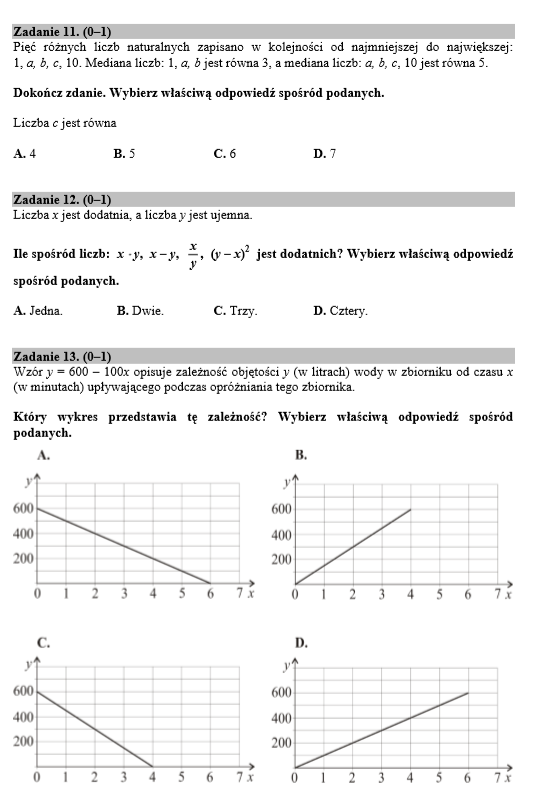 Zadanie 11. (0–1)
Pięć różnych liczb naturalnych zapisano w kolejności od najmniejszej do największej:
1, a, b, c, 10. Mediana liczb: 1, a, b jest równa 3, a mediana liczb: a, b, c, 10 jest równa 5.
Dokończ zdanie. Wybierz właściwą odpowiedź spośród podanych.
Liczba c jest równa
A. 4 B. 5 C. 6 D. 7
Zadanie 12. (0–1)
Liczba x jest dodatnia, a liczba y jest ujemna.
Ile spośród liczb: x · y, x – y, x/y, (y – x)² jest dodatnich? Wybierz właściwą odpowiedź
spośród podanych.
A. Jedna. B. Dwie. C. Trzy. D. Cztery.
Zadanie 13. (0–1)
Wzór y = 600 – 100x opisuje zależność objętości y (w litrach) wody w zbiorniku od czasu x
(w minutach) upływającego podczas opróżniania tego zbiornika.
Który wykres przedstawia tę zależność? Wybierz właściwą odpowiedź spośród
podanych.
A. B.
y y
600 600
400 400
200 200
0 1 2 3 4 5 6 7 x 0 1 2 3 4 5 6 7 x
C. D.
y y
600 600
400 400
200 200
0 1 2 3 4 5 6 7 x 0 1 2 3 4 5 6 7 x